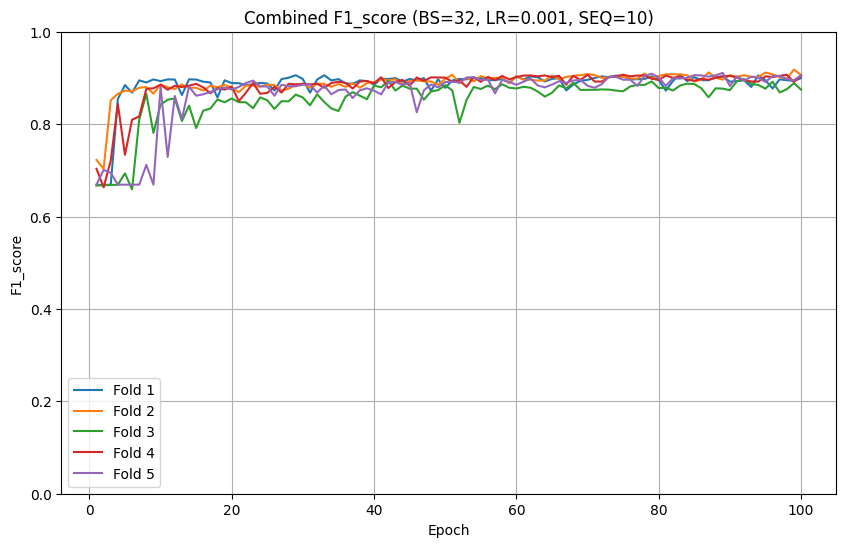 Combined F1_score (BS=32, LR=0.001, SEQ=10)
F1_score
1.0
0.8
0.6
0.4
0.2
0.0
Fold 1
Fold 2
Fold 3
Fold 4
Fold 5
0 20 40 60 80 100
Epoch